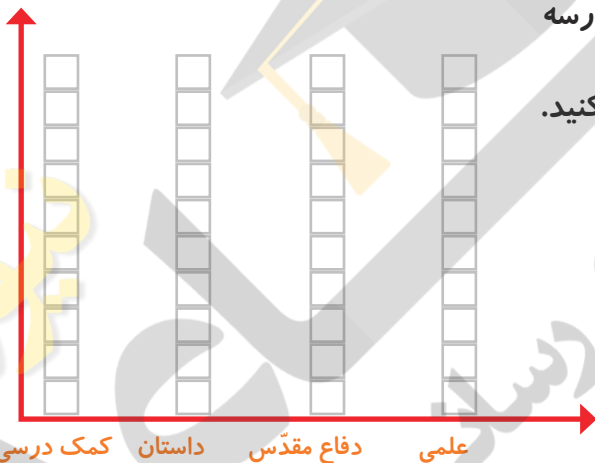 رسه
کنید.
علمی
دفاع مقدّس
داستان
کمک درسی